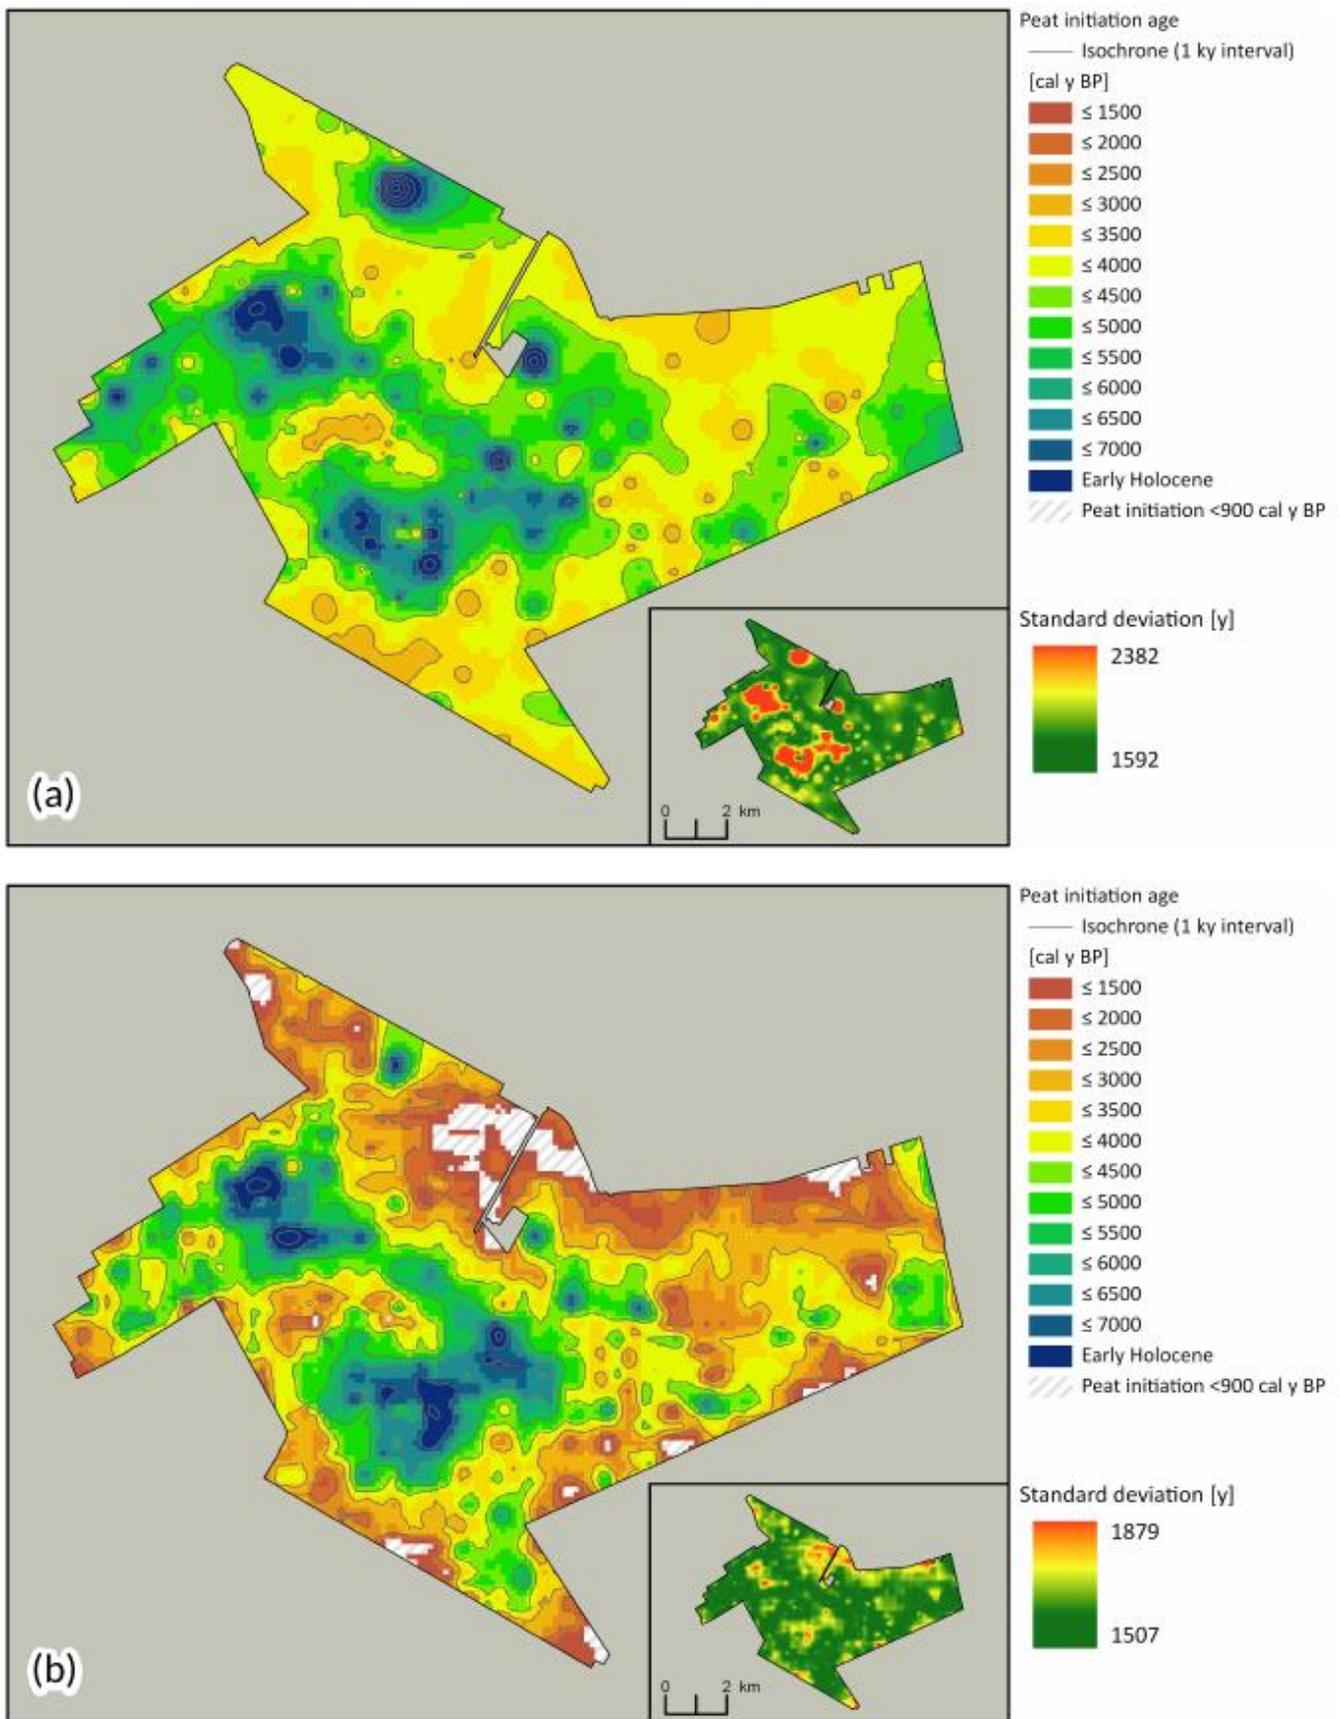 Peat initiation age
Isochrone (1 ky interval)
[cal y BP]
≤ 1500
≤ 2000
≤ 2500
≤ 3000
≤ 3500
≤ 4000
≤ 4500
≤ 5000
≤ 5500
≤ 6000
≤ 6500
≤ 7000
Early Holocene
Peat initiation <900 cal y BP
Standard deviation [y]
2382
1592
0 2 km
(a)
Peat initiation age
Isochrone (1 ky interval)
[cal y BP]
≤ 1500
≤ 2000
≤ 2500
≤ 3000
≤ 3500
≤ 4000
≤ 4500
≤ 5000
≤ 5500
≤ 6000
≤ 6500
≤ 7000
Early Holocene
Peat initiation <900 cal y BP
Standard deviation [y]
1879
1507
0 2 km
(b)